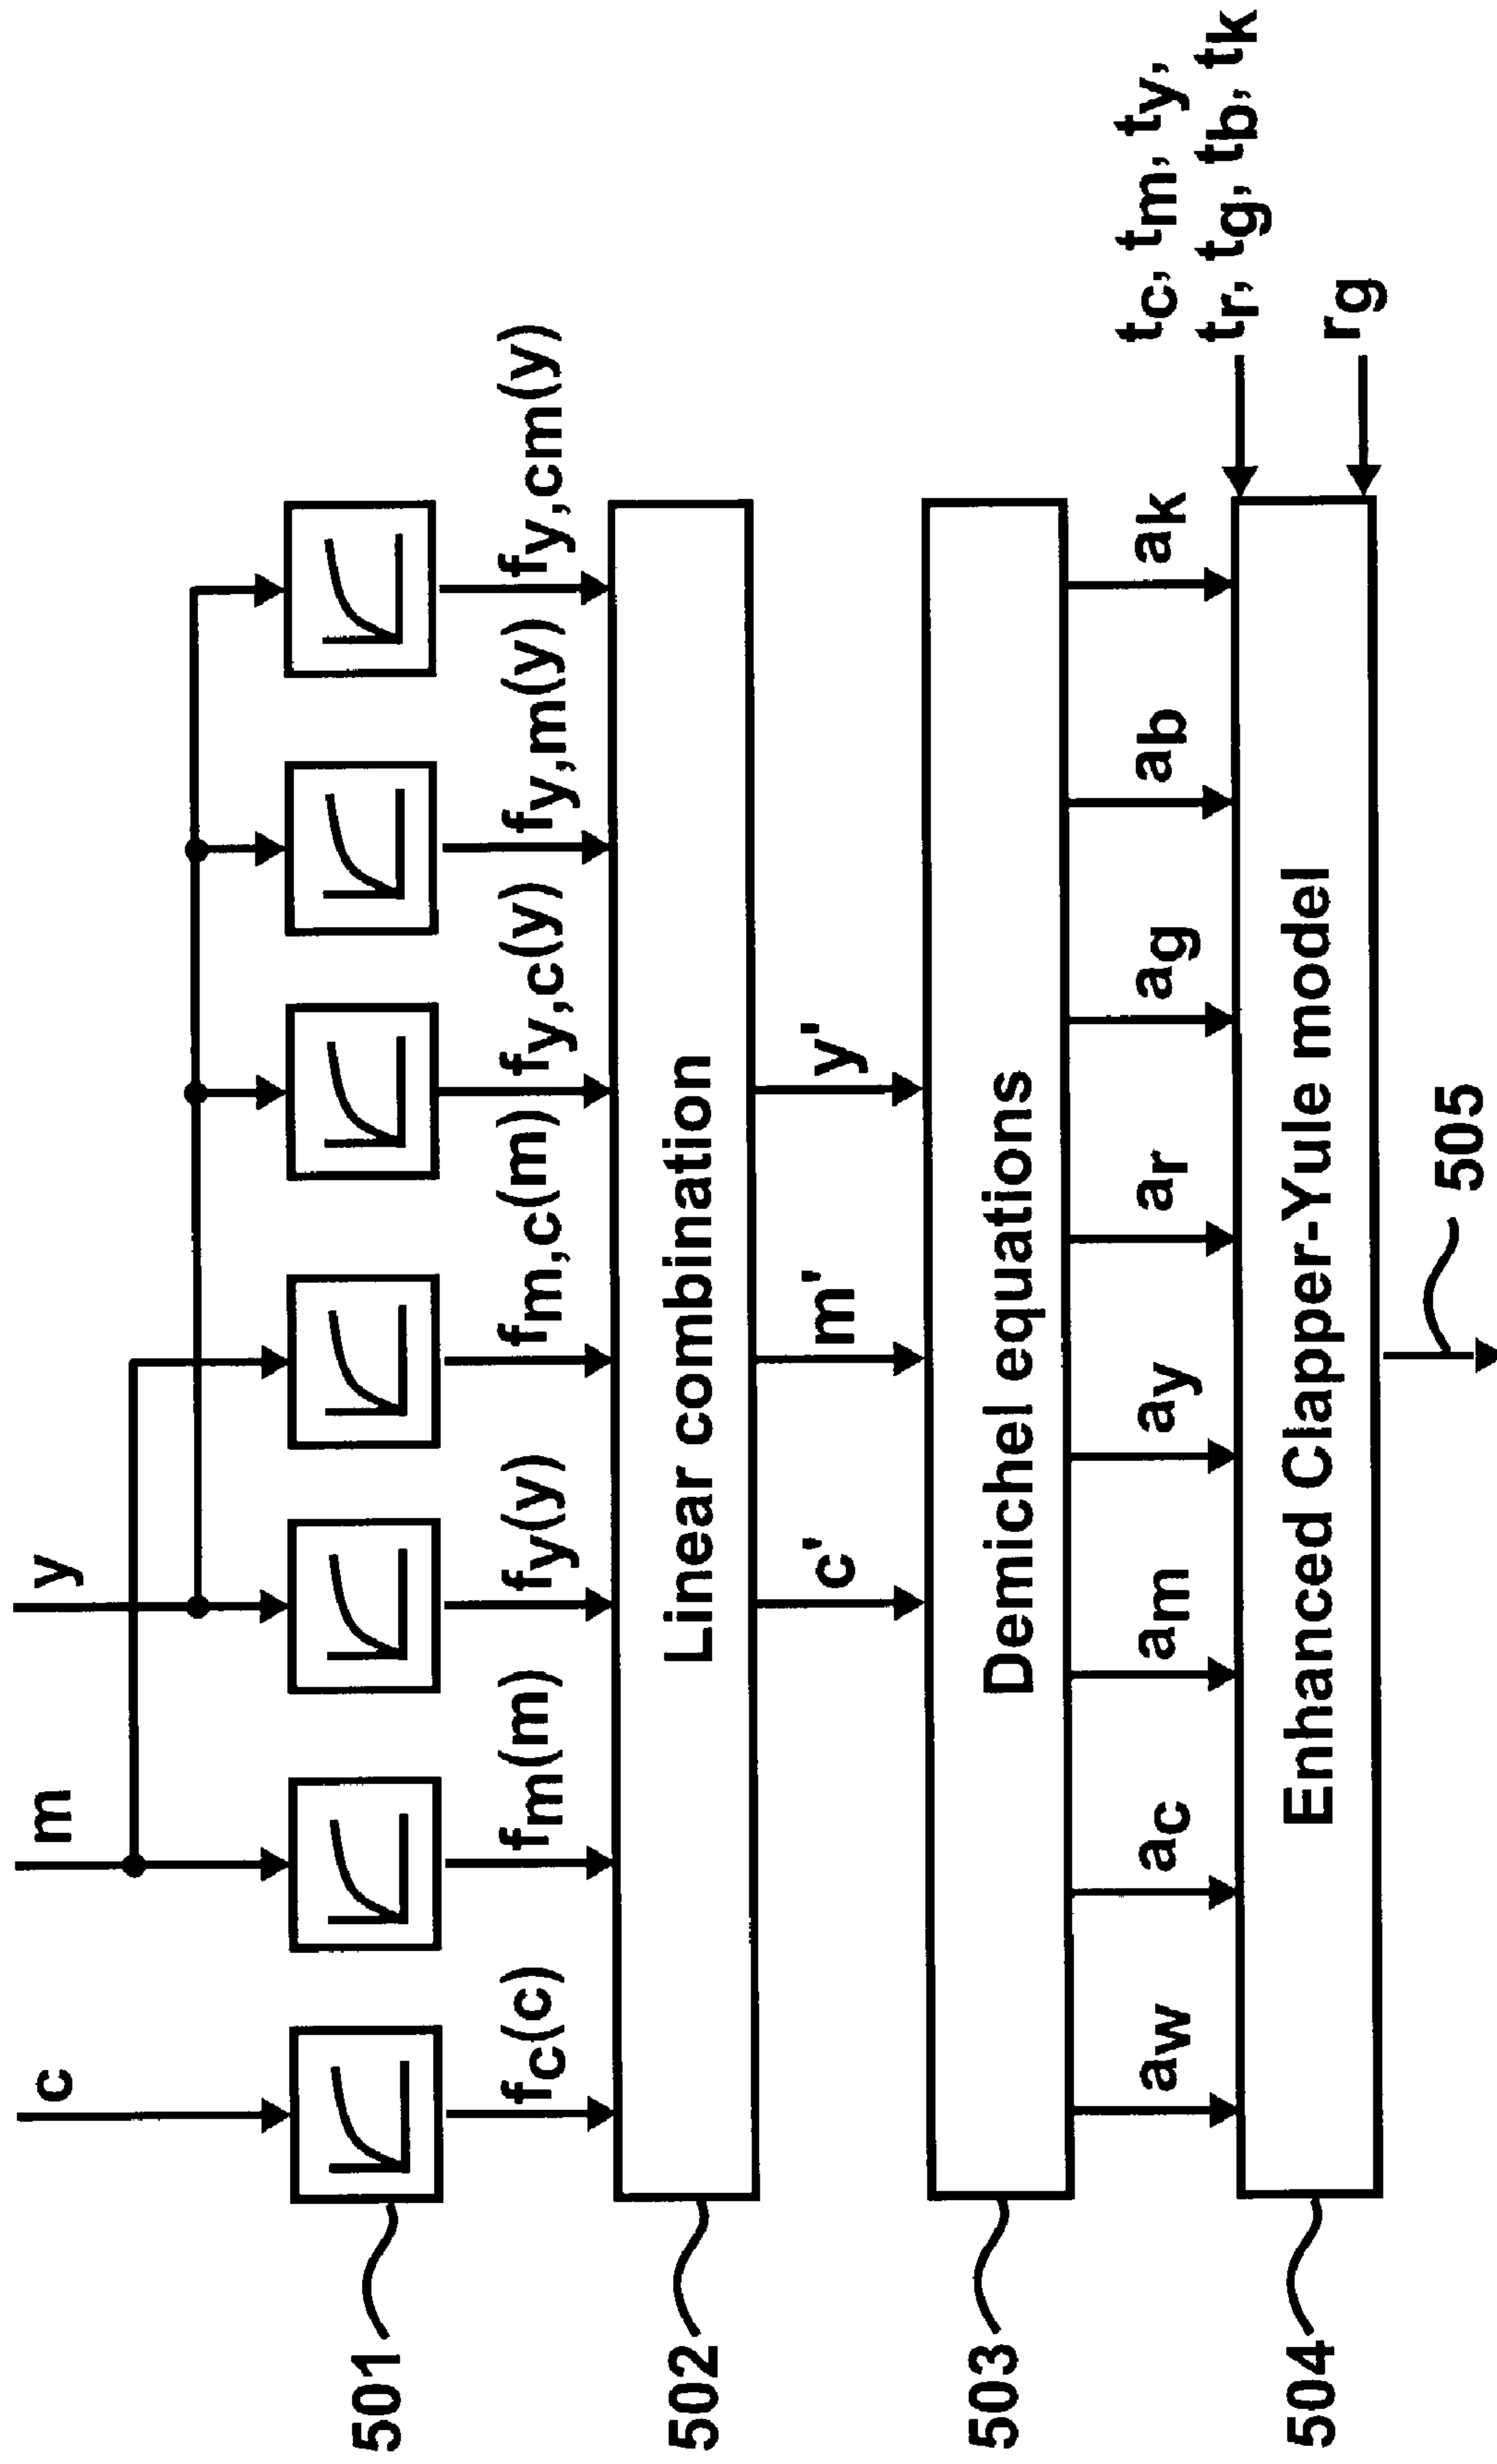 c
m
y
501
fc(c)
fm(m)
fy(y)
fm,c(m)
fy,c(y)
fy,m(y)
fy,cm(y)
502
Linear combination
c'
m'
y'
503
Demichel equations
aw
ac
am
ay
ar
ag
ab
ak
tc, tm, ty,
tr, tg, tb, tk
504
Enhanced Clapper-Yule model
rg
505